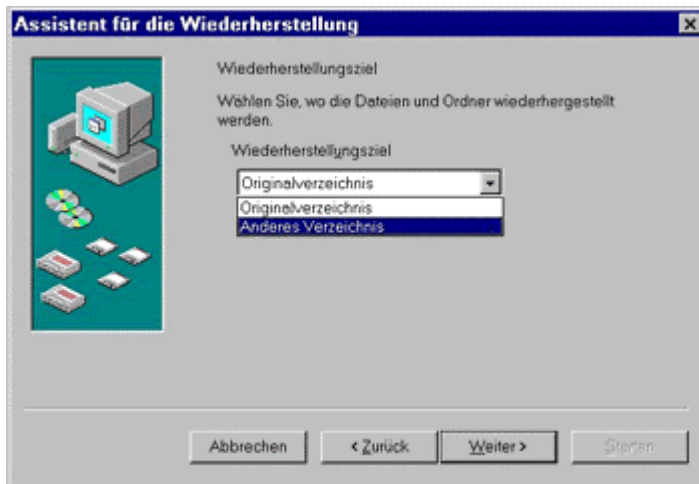 Assistent für die Wiederherstellung
Wiederherstellungsziel
Wählen Sie, wo die Dateien und Ordner wiederhergestellt
werden.
Wiederherstellungsziel
Originalverzeichnis
Originalverzeichnis
Anderes Verzeichnis
Abbrechen
< Zurück
Weiter >
Starten